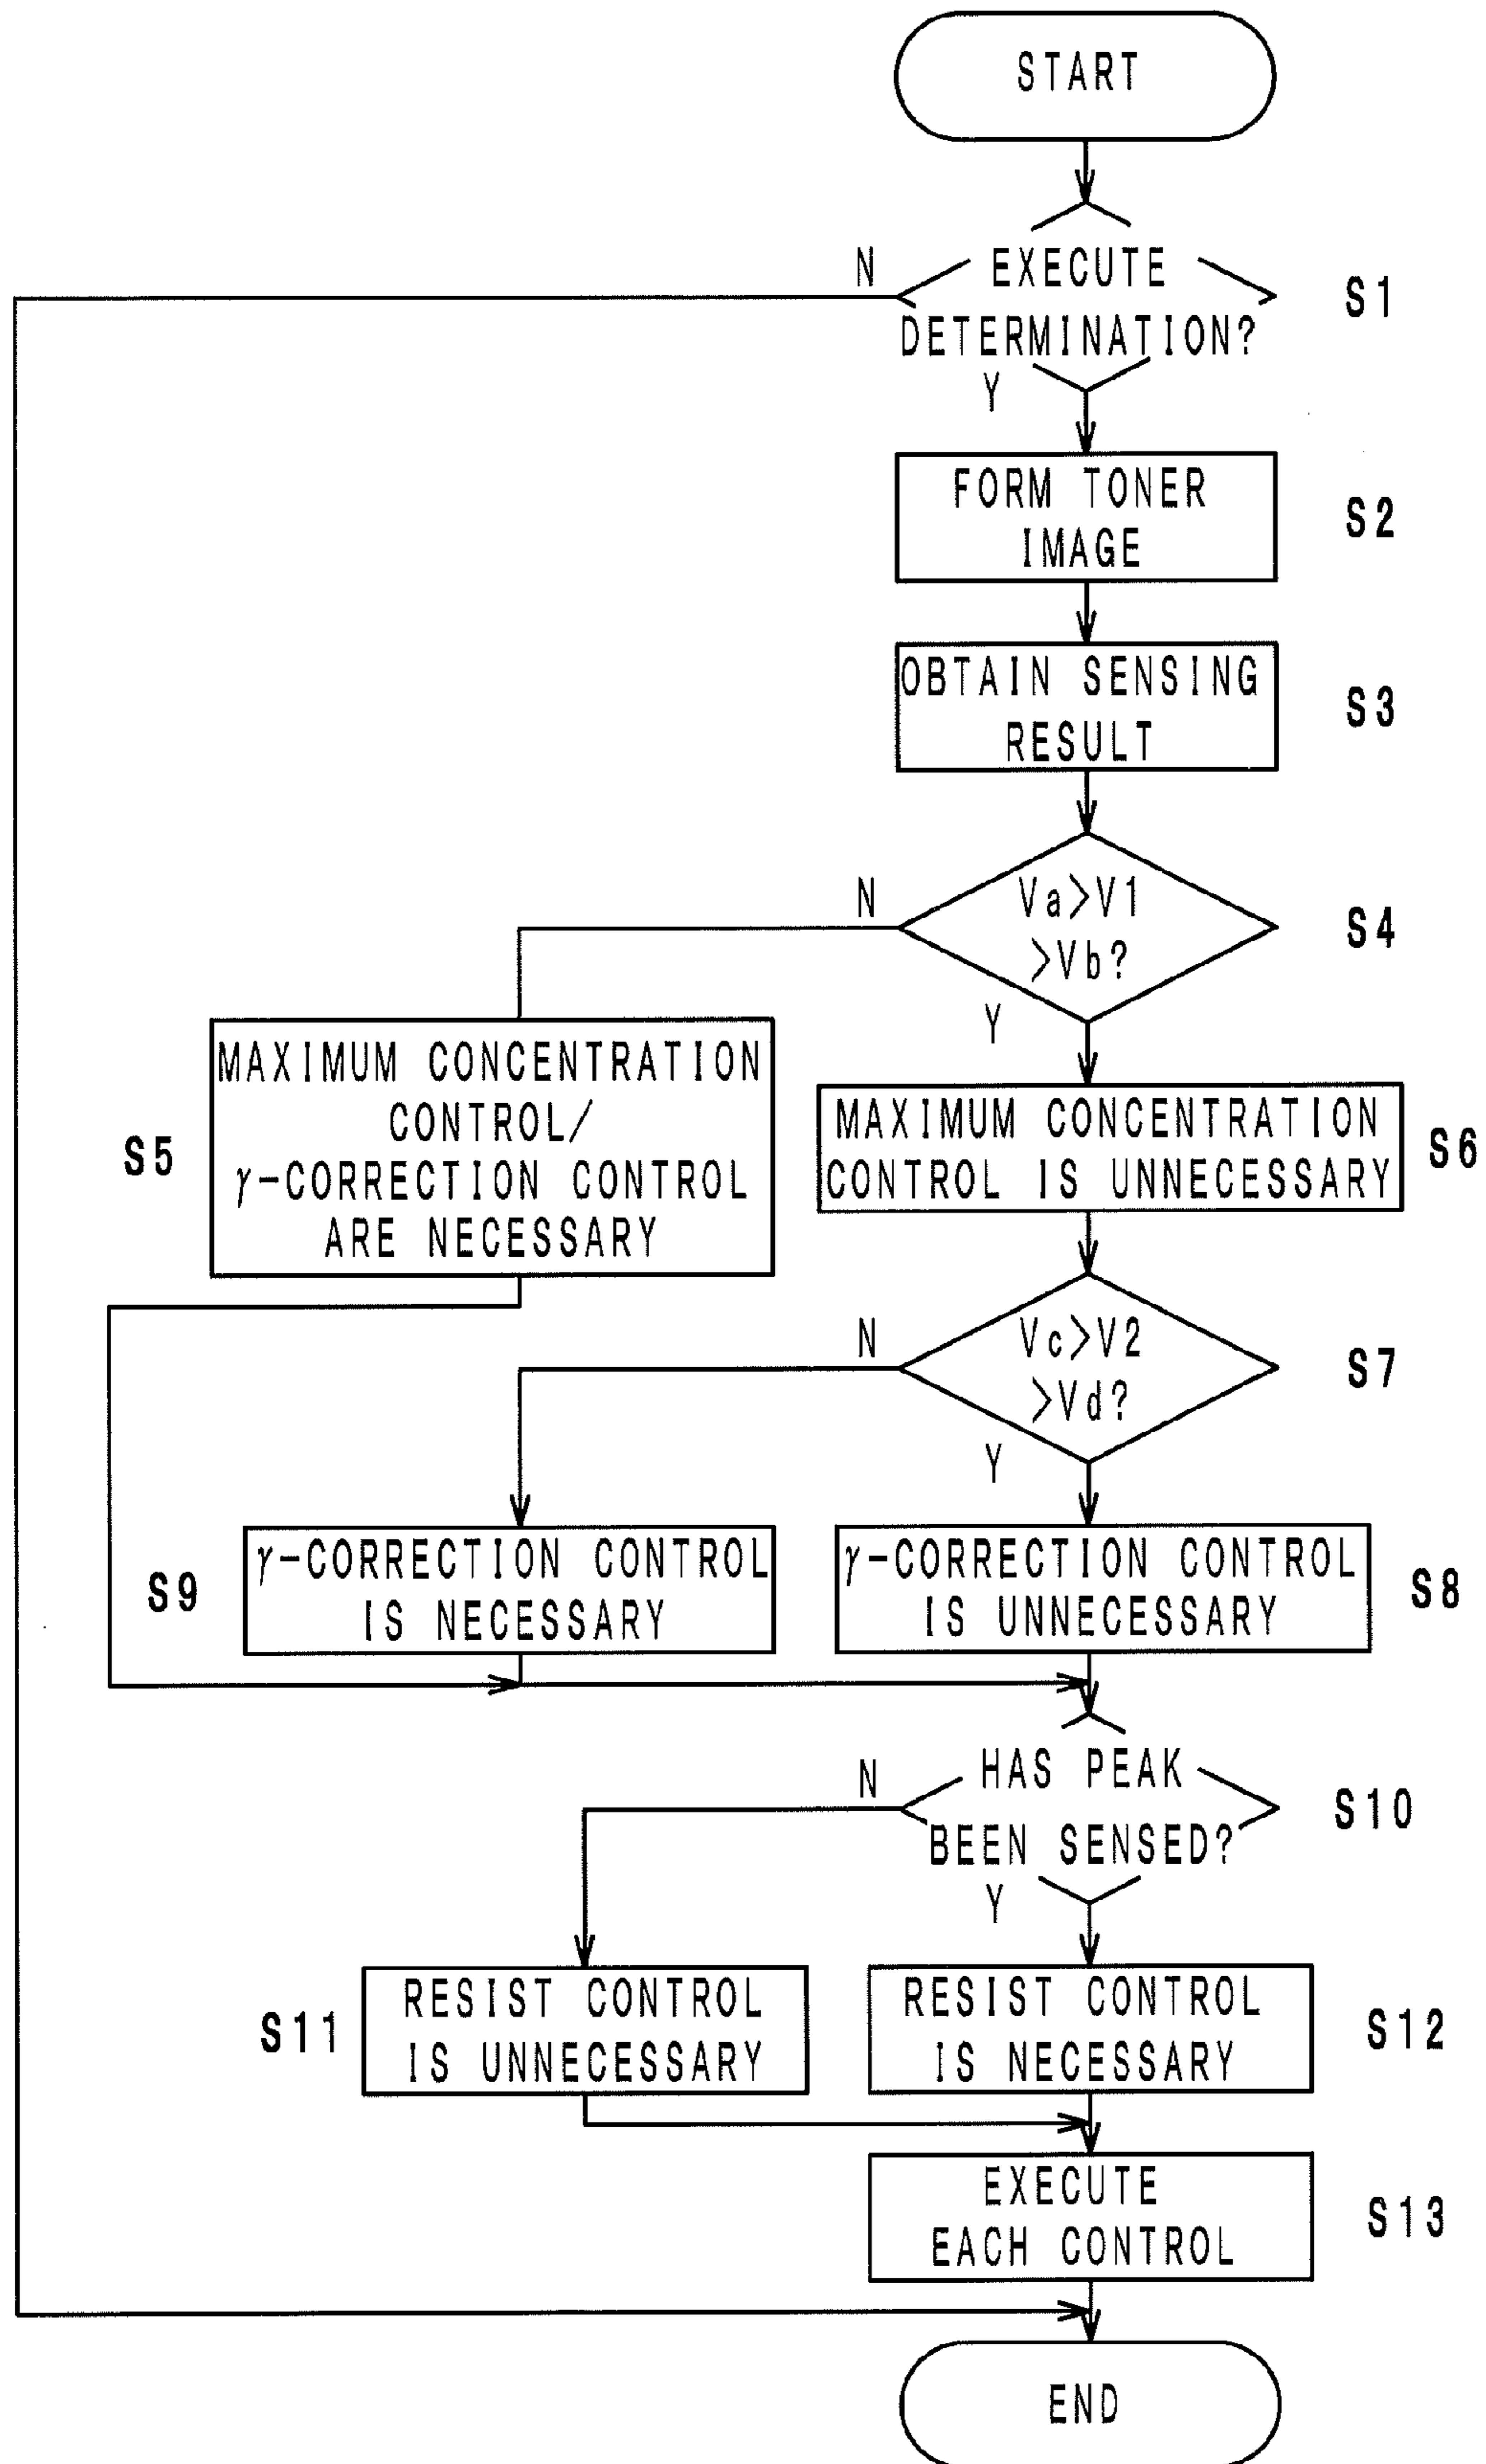 START
N
EXECUTE
DETERMINATION?
S1
Y
FORM TONER
IMAGE
S2
OBTAIN SENSING
RESULT
S3
N
Va>V1
>Vb?
S4
Y
MAXIMUM CONCENTRATION
CONTROL/
γ-CORRECTION CONTROL
ARE NECESSARY
S5
MAXIMUM CONCENTRATION
CONTROL IS UNNECESSARY
S6
N
Vc>V2
>Vd?
S7
Y
S9
γ-CORRECTION CONTROL
IS NECESSARY
γ-CORRECTION CONTROL
IS UNNECESSARY
S8
N
HAS PEAK
BEEN SENSED?
S10
Y
S11
RESIST CONTROL
IS UNNECESSARY
RESIST CONTROL
IS NECESSARY
S12
EXECUTE
EACH CONTROL
S13
END